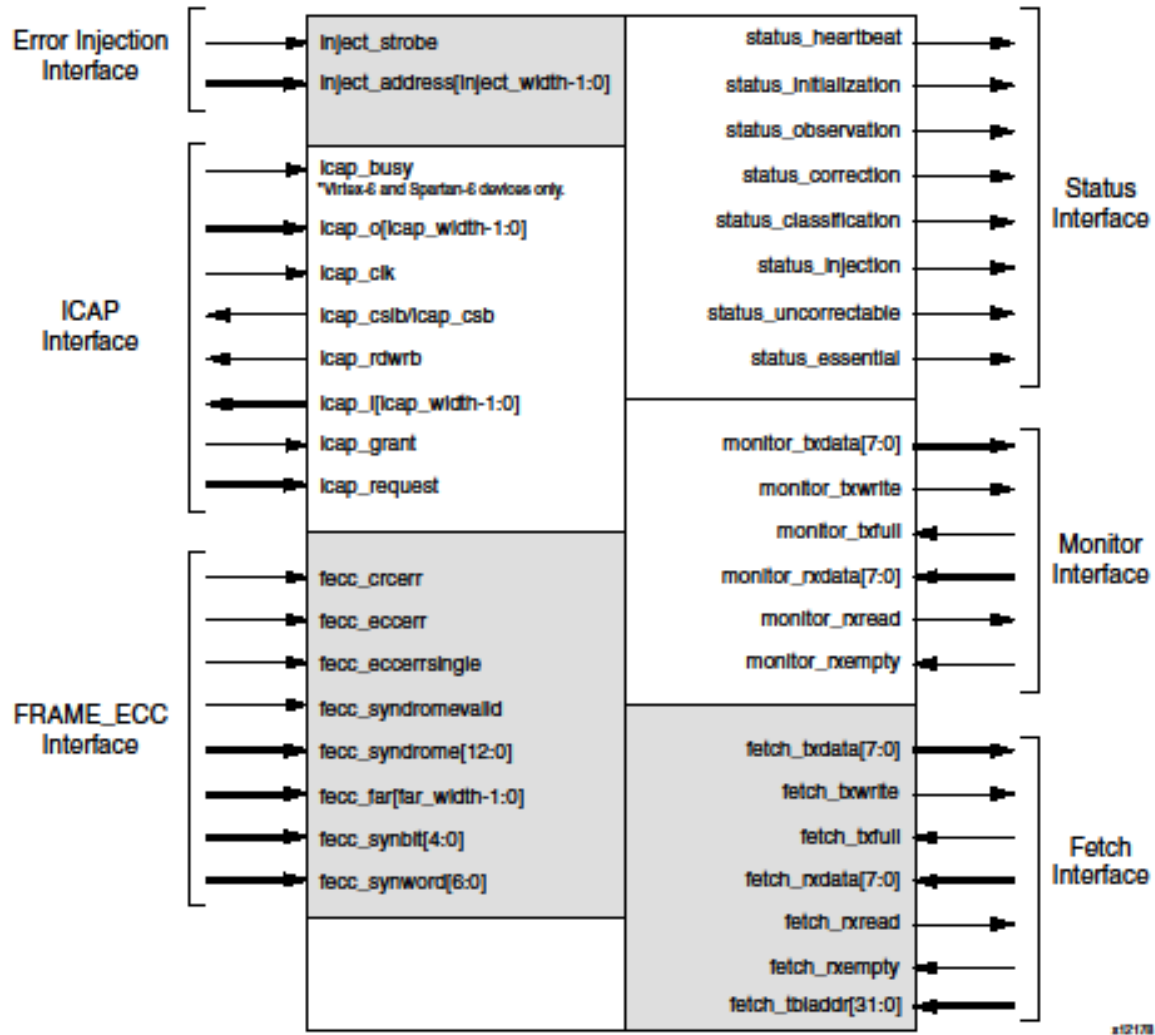 Error Injection
Interface
inject_strobe
inject_address[inject_width-1:0]
ICAP
Interface
icap_busy
*Virtex-6 and Spartan-6 devices only.
icap_o[icap_width-1:0]
icap_clk
icap_csib/icap_csb
icap_rdwrb
icap_i[icap_width-1:0]
icap_grant
icap_request
FRAME_ECC
Interface
fecc_crcerr
fecc_eccerr
fecc_eccerrsingle
fecc_syndromevalid
fecc_syndrome[12:0]
fecc_far[far_width-1:0]
fecc_synbit[4:0]
fecc_synword[6:0]
status_heartbeat
status_initialization
status_observation
status_correction
status_classification
status_injection
status_uncorrectable
status_essential
Status
Interface
monitor_txdata[7:0]
monitor_txwrite
monitor_txfull
monitor_rxdata[7:0]
monitor_rxread
monitor_rxempty
Monitor
Interface
fetch_txdata[7:0]
fetch_txwrite
fetch_txfull
fetch_rxdata[7:0]
fetch_rxread
fetch_rxempty
fetch_tbladdr[31:0]
Fetch
Interface